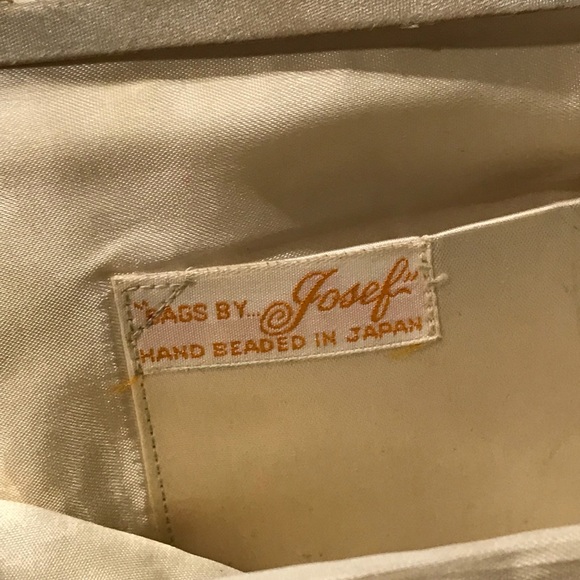 "BAGS BY... Josef"
HAND BEADED IN JAPAN